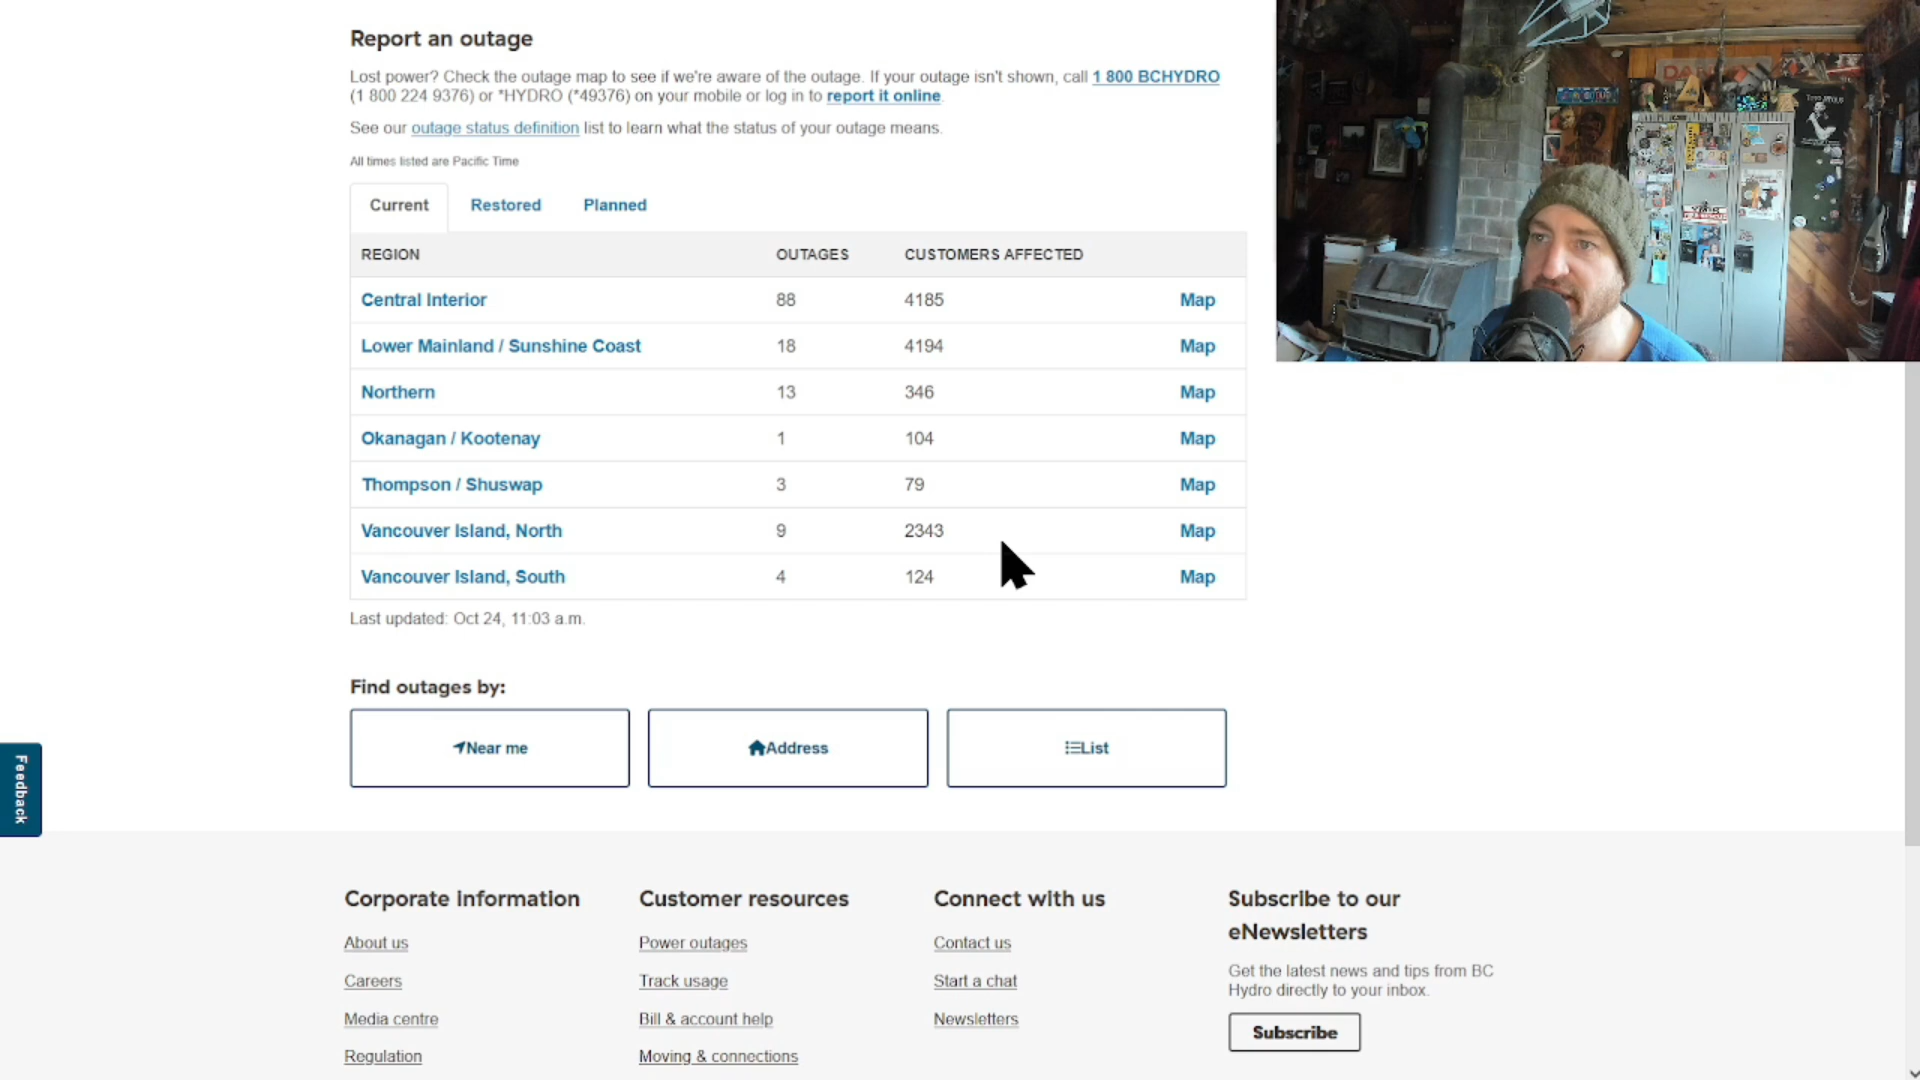 Report an outage
Lost power? Check the outage map to see if we're aware of the outage. If your outage isn't shown, call 1 800 BCHYDRO
(1 800 224 9376) or *HYDRO (*49376) on your mobile or log in to report it online.
See our outage status definition list to learn what the status of your outage means.
All times listed are Pacific Time
Current Restored Planned
REGION OUTAGES CUSTOMERS AFFECTED
Central Interior 88 4185 Map
Lower Mainland / Sunshine Coast 18 4194 Map
Northern 13 346 Map
Okanagan / Kootenay 1 104 Map
Thompson / Shuswap 3 79 Map
Vancouver Island, North 9 2343 Map
Vancouver Island, South 4 124 Map
Last updated: Oct 24, 11:03 a.m.
Find outages by:
Near me Address List
Feedback
Corporate information
About us
Careers
Media centre
Regulation
Customer resources
Power outages
Track usage
Bill & account help
Moving & connections
Connect with us
Contact us
Start a chat
Newsletters
Subscribe to our
eNewsletters
Get the latest news and tips from BC
Hydro directly to your inbox.
Subscribe